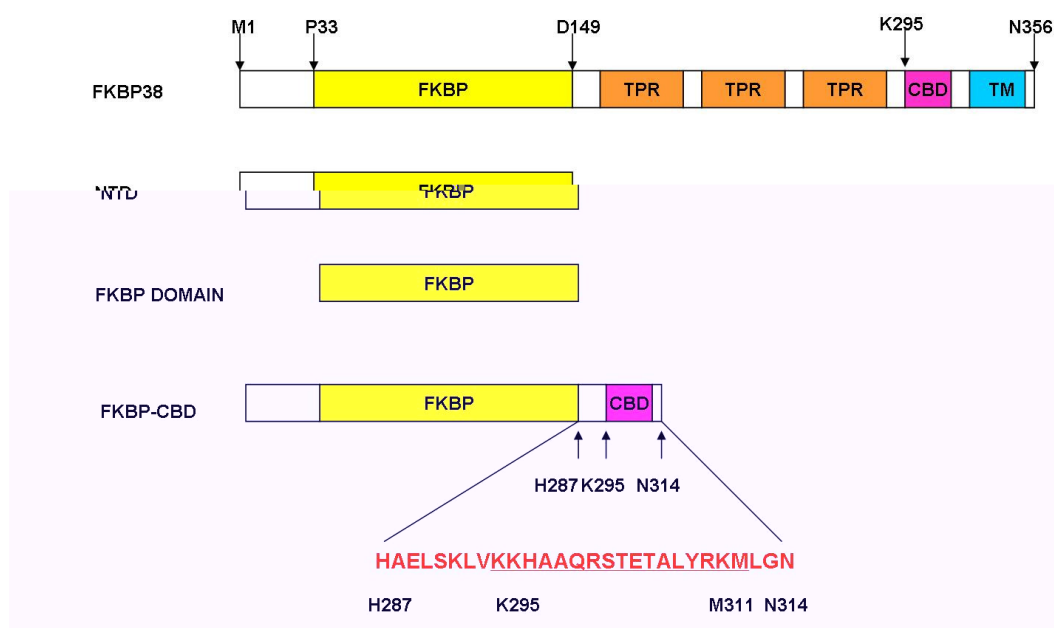 M1 P33 D149 K295 N356
FKBP38 FKBP TPR TPR TPR CBD TM
NTD FKBP
FKBP DOMAIN FKBP
FKBP-CBD FKBP CBD
H287 K295 N314
HAELSKLVKKHAAQRSTETALYRKMLGN
H287 K295 M311 N314